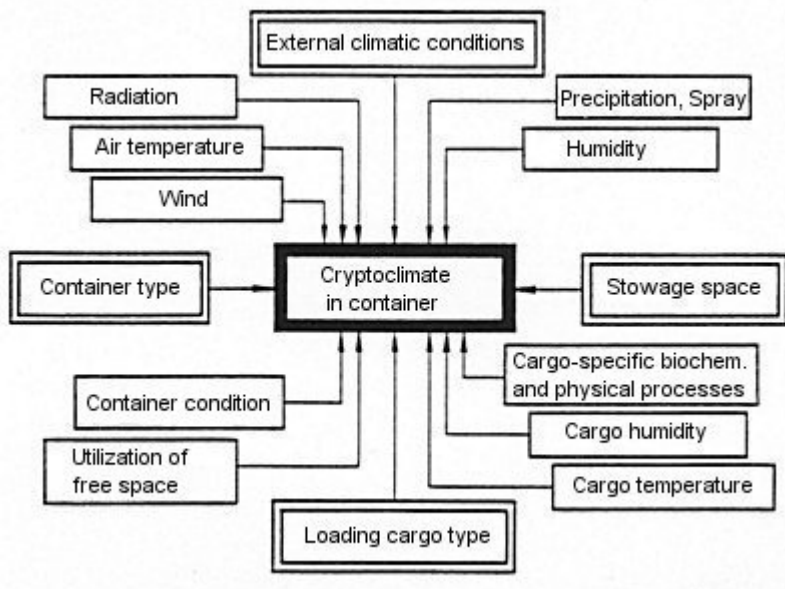 External climatic conditions
Radiation
Precipitation, Spray
Air temperature
Humidity
Wind
Container type
Cryptoclimate
in container
Stowage space
Cargo-specific biochem.
and physical processes
Container condition
Cargo humidity
Utilization of
free space
Cargo temperature
Loading cargo type